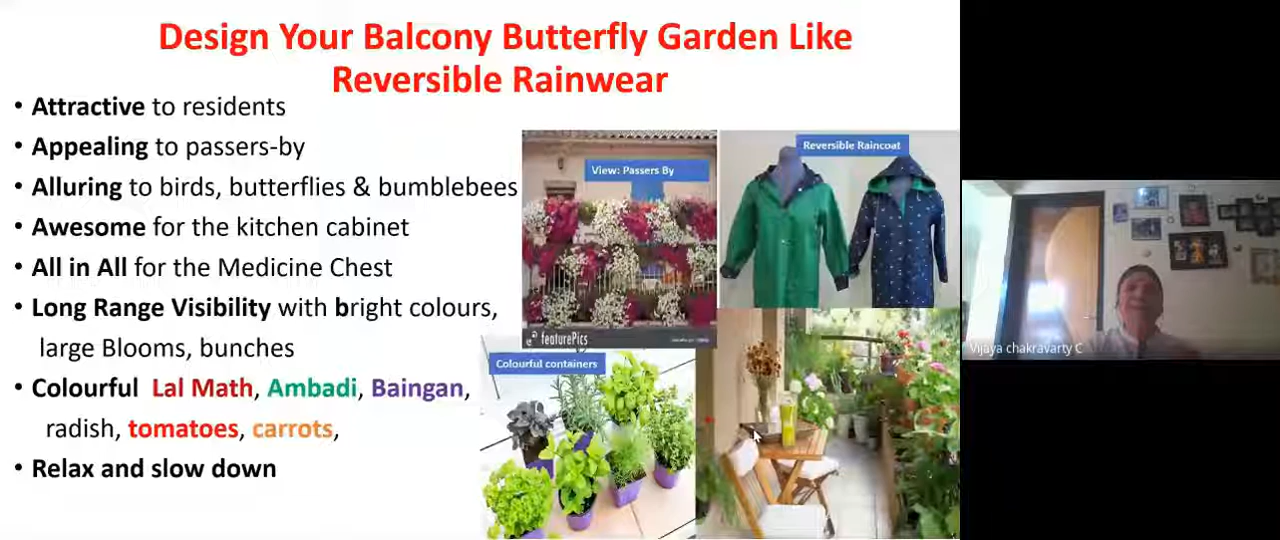 Design Your Balcony Butterfly Garden Like
Reversible Rainwear
• Attractive to residents
• Appealing to passers-by
• Alluring to birds, butterflies & bumblebees
• Awesome for the kitchen cabinet
• All in All for the Medicine Chest
• Long Range Visibility with bright colours,
large Blooms, bunches
• Colourful Lal Math, Ambadi, Baingan,
radish, tomatoes, carrots,
• Relax and slow down
View: Passers By
Reversible Raincoat
featurePics
Colourful containers
Vijaya chakravarty C